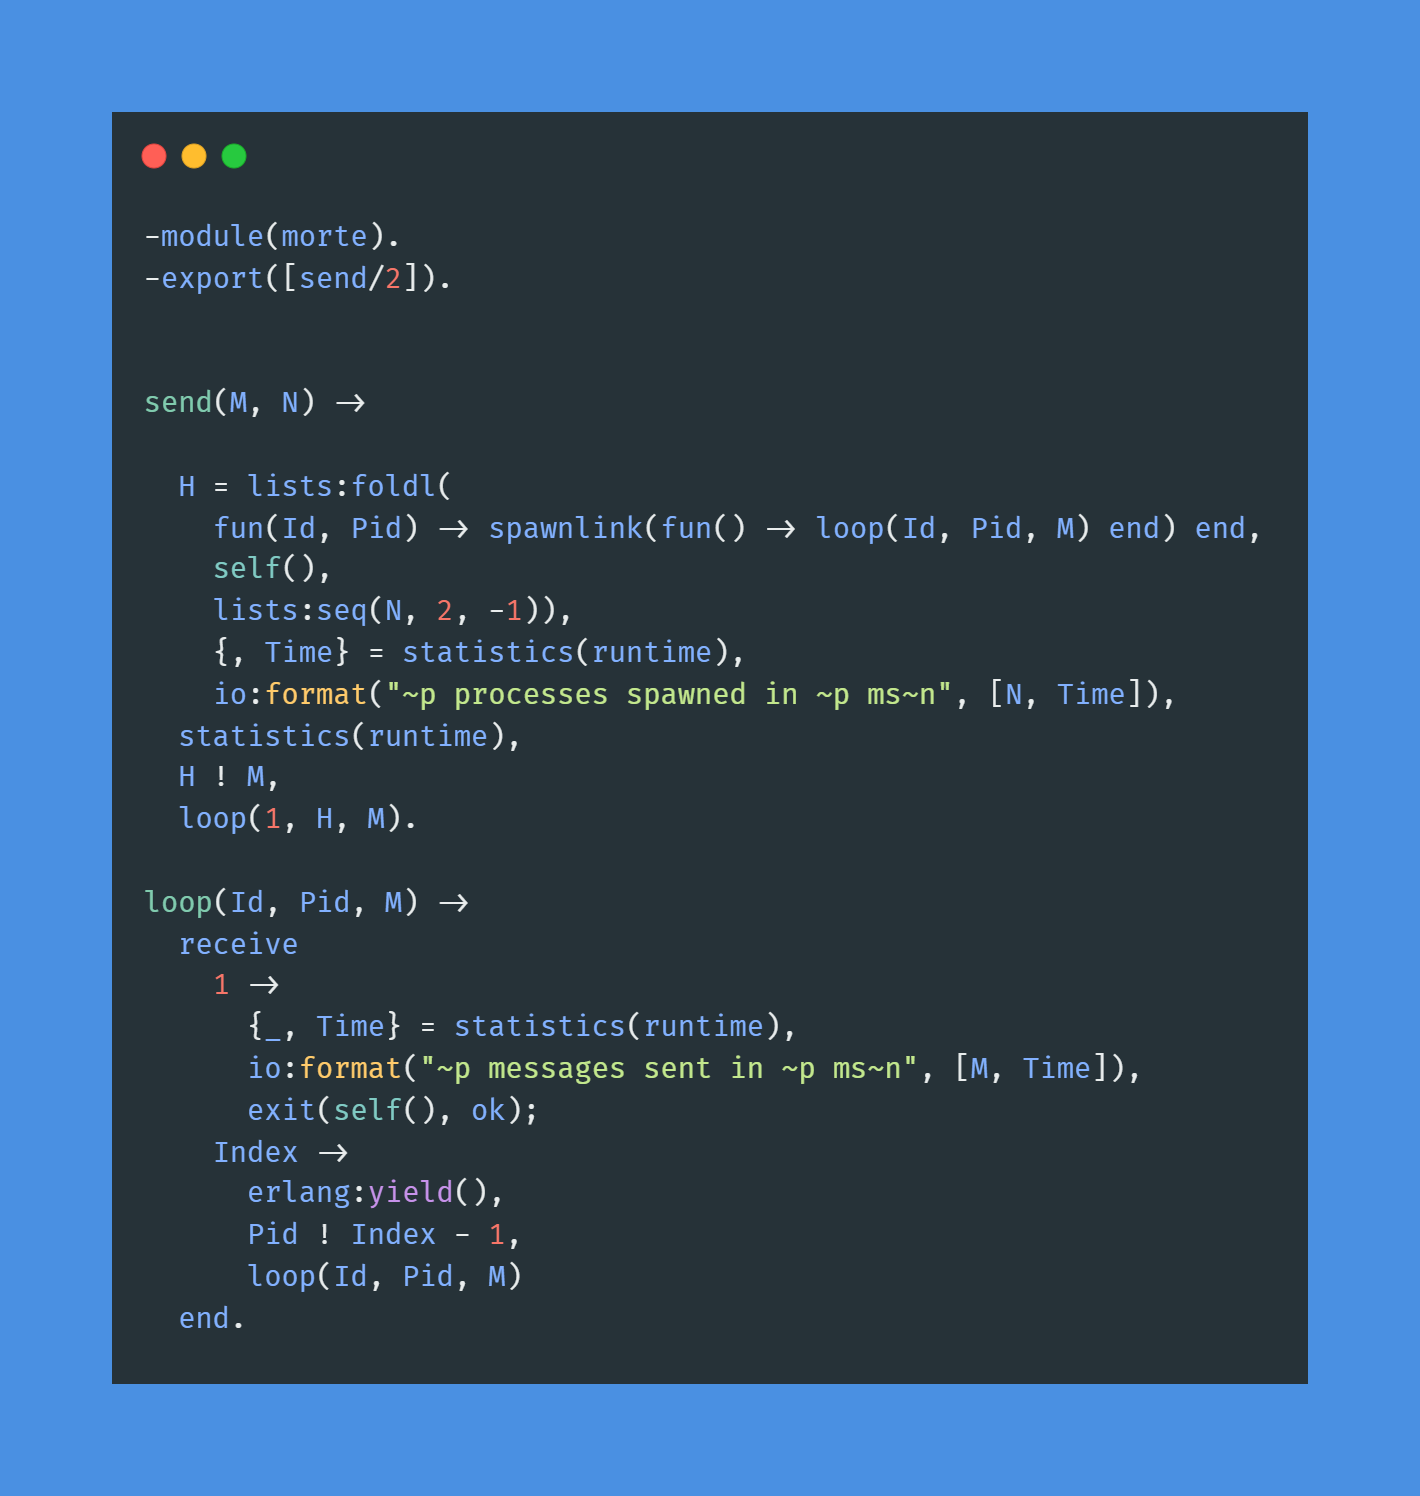 -module(morte).
-export([send/2]).
send(M, N) ->
H = lists:foldl(
fun(Id, Pid) -> spawnlink(fun() -> loop(Id, Pid, M) end) end,
self(),
lists:seq(N, 2, -1)),
{, Time} = statistics(runtime),
io:format("~p processes spawned in ~p ms~n", [N, Time]),
statistics(runtime),
H ! M,
loop(1, H, M).
loop(Id, Pid, M) ->
receive
1 ->
{_, Time} = statistics(runtime),
io:format("~p messages sent in ~p ms~n", [M, Time]),
exit(self(), ok);
Index ->
erlang:yield(),
Pid ! Index - 1,
loop(Id, Pid, M)
end.